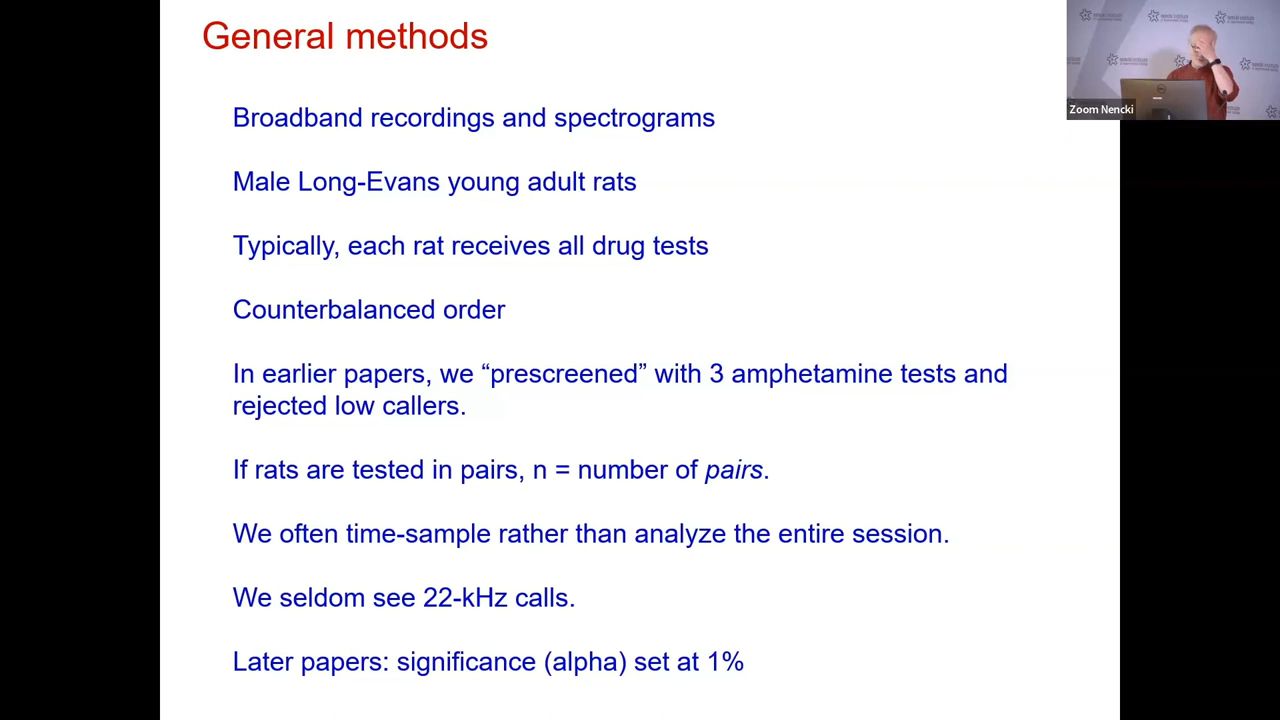 General methods
Zoom Nencki
Broadband recordings and spectrograms
Male Long-Evans young adult rats
Typically, each rat receives all drug tests
Counterbalanced order
In earlier papers, we “prescreened” with 3 amphetamine tests and
rejected low callers.
If rats are tested in pairs, n = number of pairs.
We often time-sample rather than analyze the entire session.
We seldom see 22-kHz calls.
Later papers: significance (alpha) set at 1%